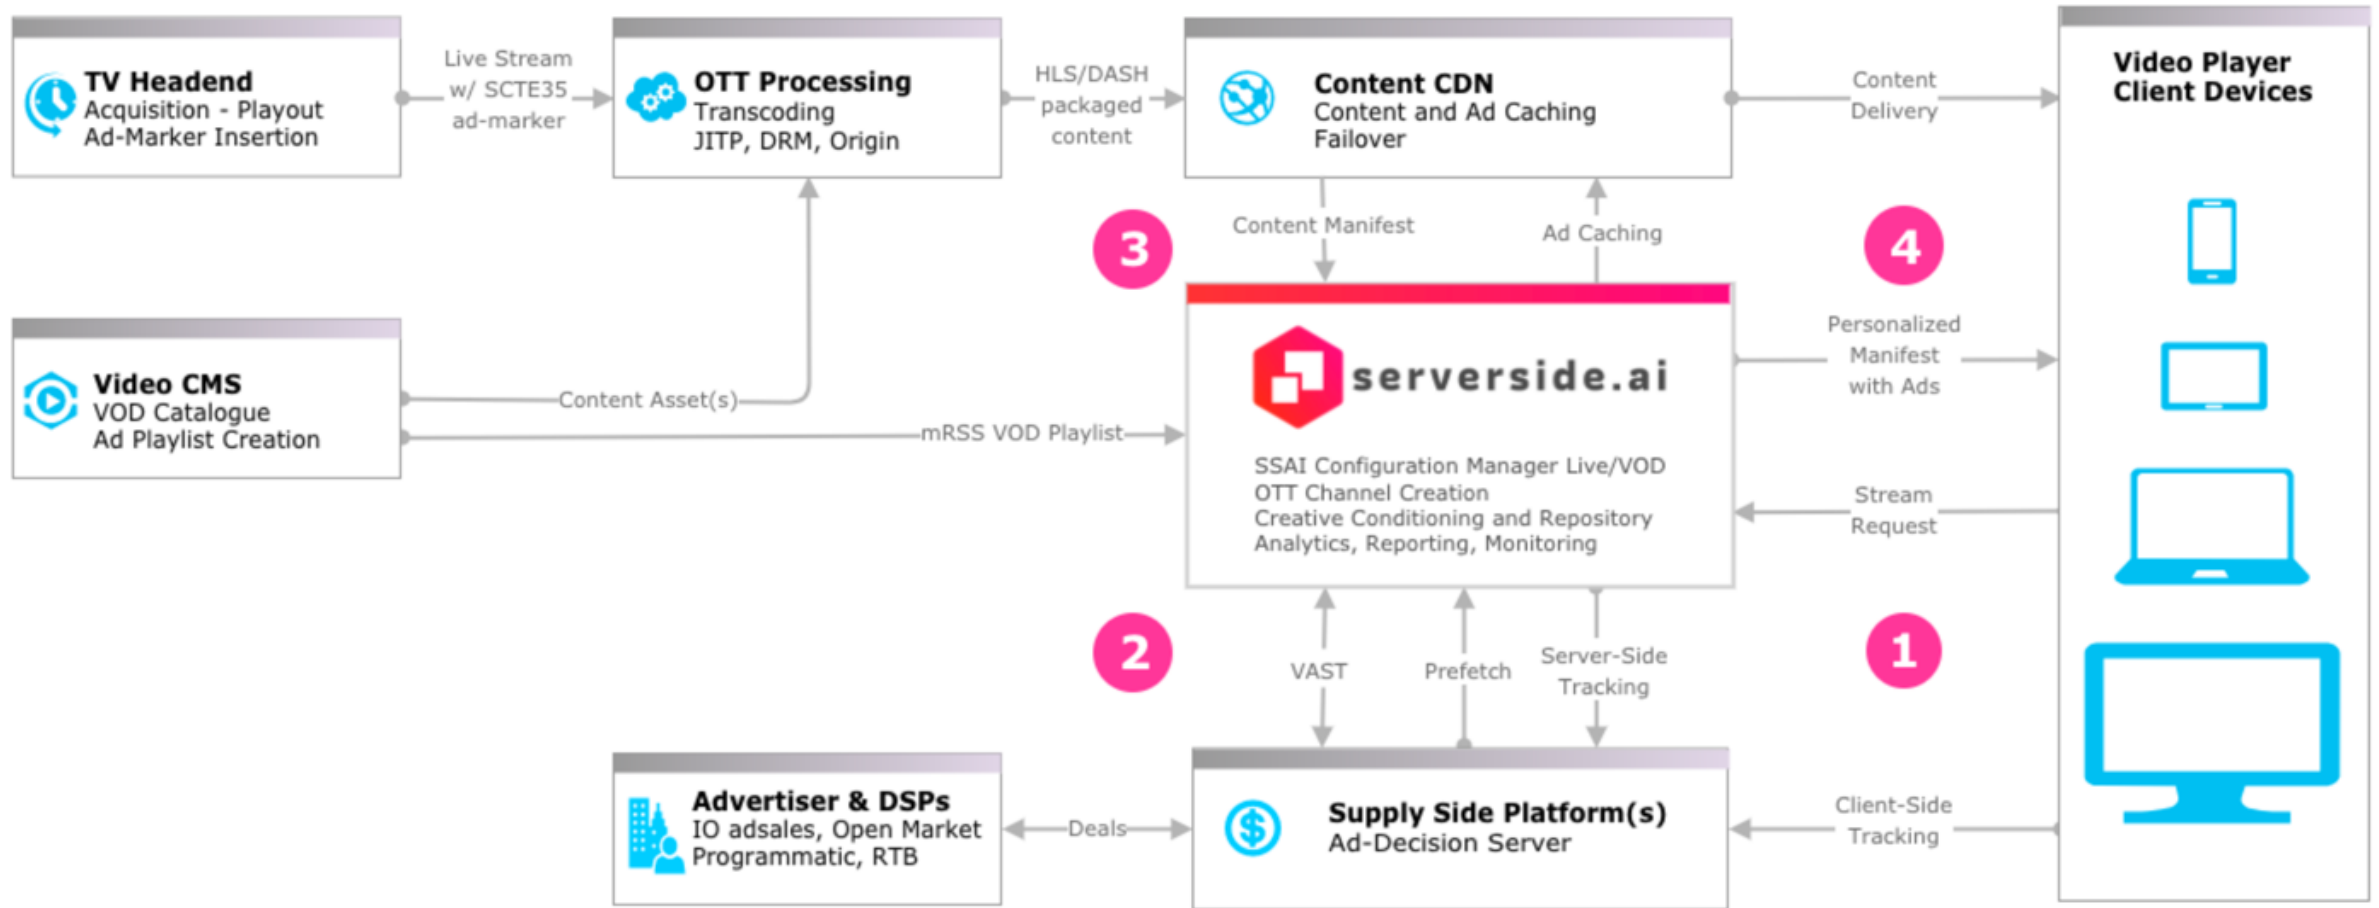 TV Headend
Acquisition - Playout
Ad-Marker Insertion
Live Stream
w/ SCTE35
ad-marker
OTT Processing
Transcoding
JITP, DRM, Origin
HLS/DASH
packaged
content
Content CDN
Content and Ad Caching
Failover
Content
Delivery
Video Player
Client Devices
3
Content Manifest
Ad Caching
4
Video CMS
VOD Catalogue
Ad Playlist Creation
Content Asset(s)
mRSS VOD Playlist
serverside.ai
SSAI Configuration Manager Live/VOD
OTT Channel Creation
Creative Conditioning and Repository
Analytics, Reporting, Monitoring
Personalized
Manifest
with Ads
Stream
Request
2
VAST
Prefetch
Server-Side
Tracking
1
Advertiser & DSPs
IO adsales, Open Market
Programmatic, RTB
Deals
Supply Side Platform(s)
Ad-Decision Server
Client-Side
Tracking